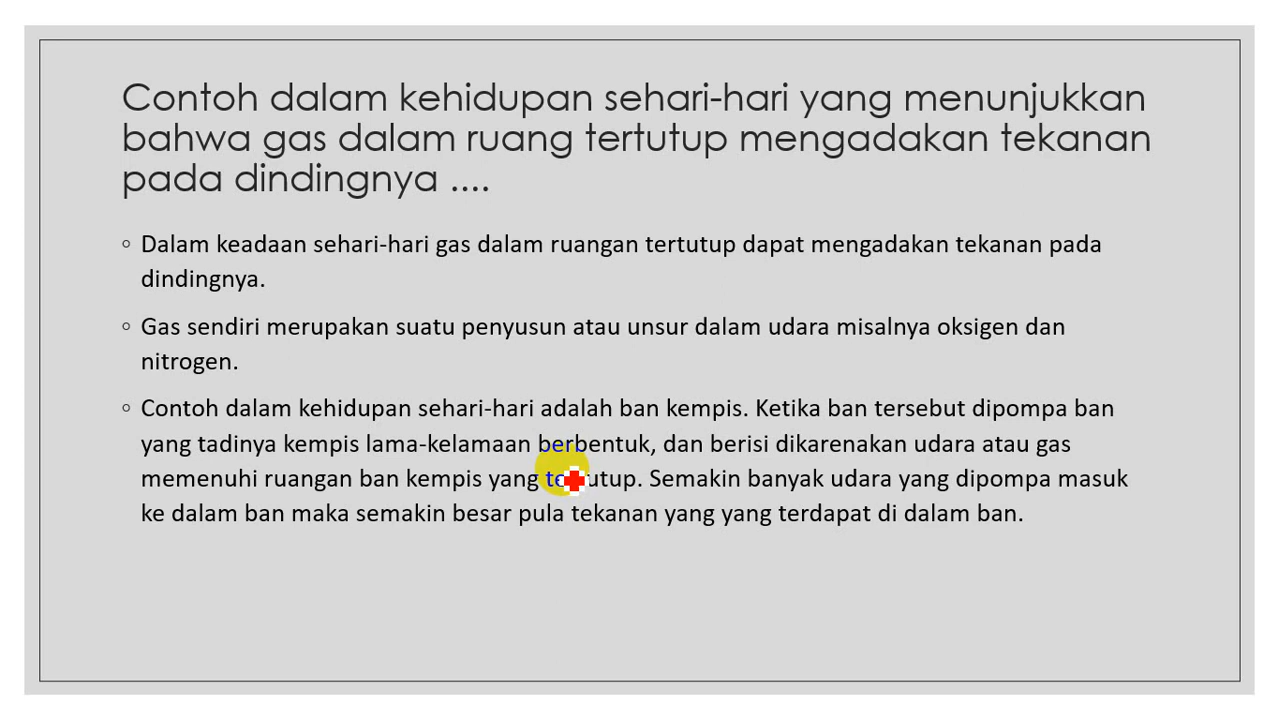 Contoh dalam kehidupan sehari-hari yang menunjukkan
bahwa gas dalam ruang tertutup mengadakan tekanan
pada dindingnya ....
◦ Dalam keadaan sehari-hari gas dalam ruangan tertutup dapat mengadakan tekanan pada
dindingnya.
◦ Gas sendiri merupakan suatu penyusun atau unsur dalam udara misalnya oksigen dan
nitrogen.
◦ Contoh dalam kehidupan sehari-hari adalah ban kempis. Ketika ban tersebut dipompa ban
yang tadinya kempis lama-kelamaan berbentuk, dan berisi dikarenakan udara atau gas
memenuhi ruangan ban kempis yang tertutup. Semakin banyak udara yang dipompa masuk
ke dalam ban maka semakin besar pula tekanan yang yang terdapat di dalam ban.